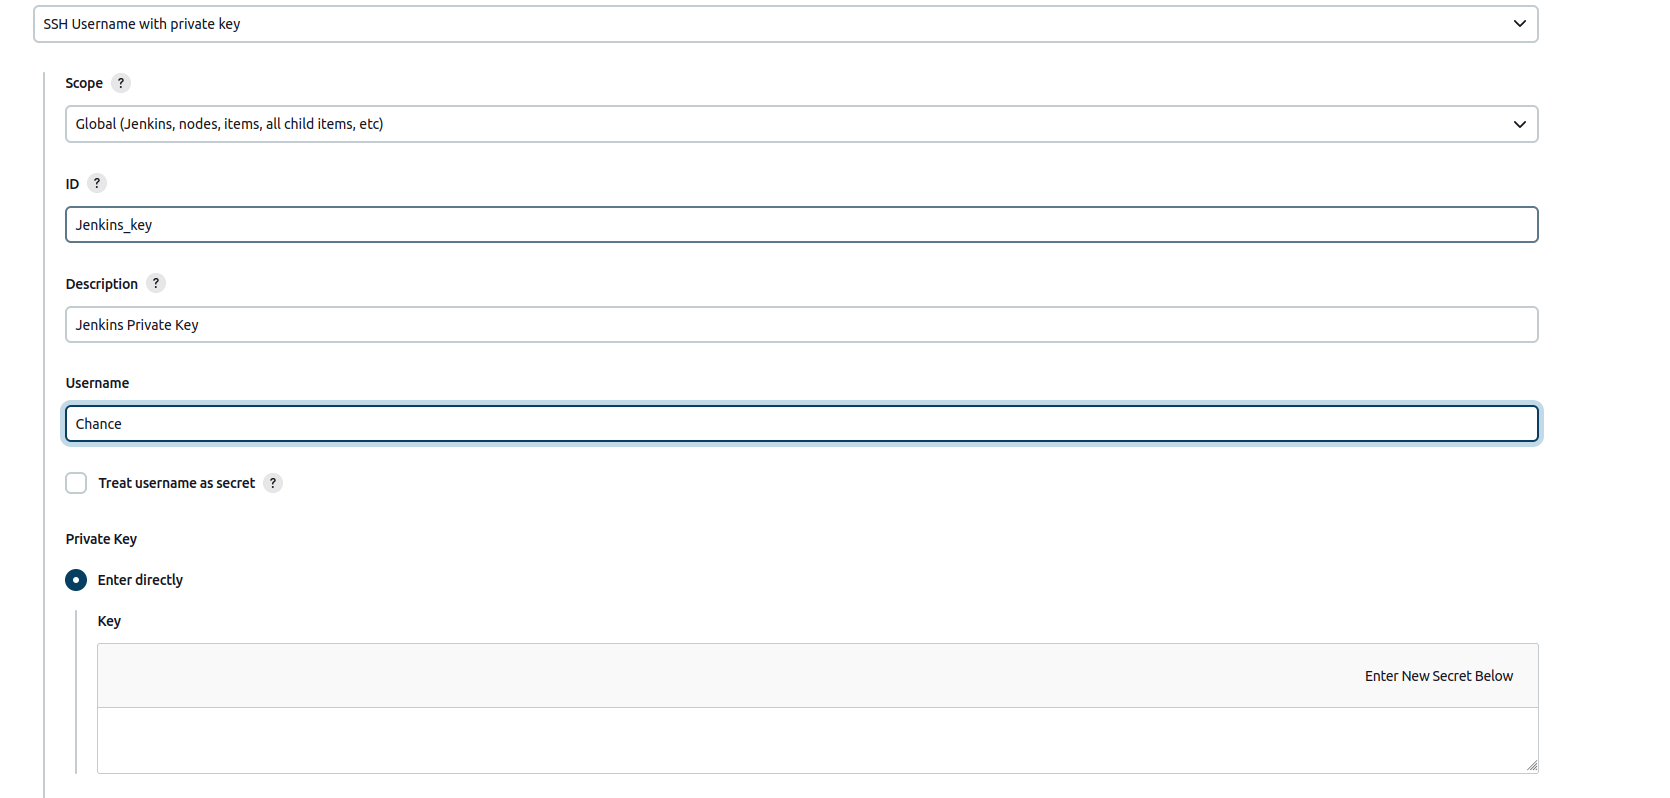 SSH Username with private key
Scope ?
Global (Jenkins, nodes, items, all child items, etc)
ID ?
Jenkins_key
Description ?
Jenkins Private Key
Username
Chance
Treat username as secret ?
Private Key
Enter directly
Key
Enter New Secret Below